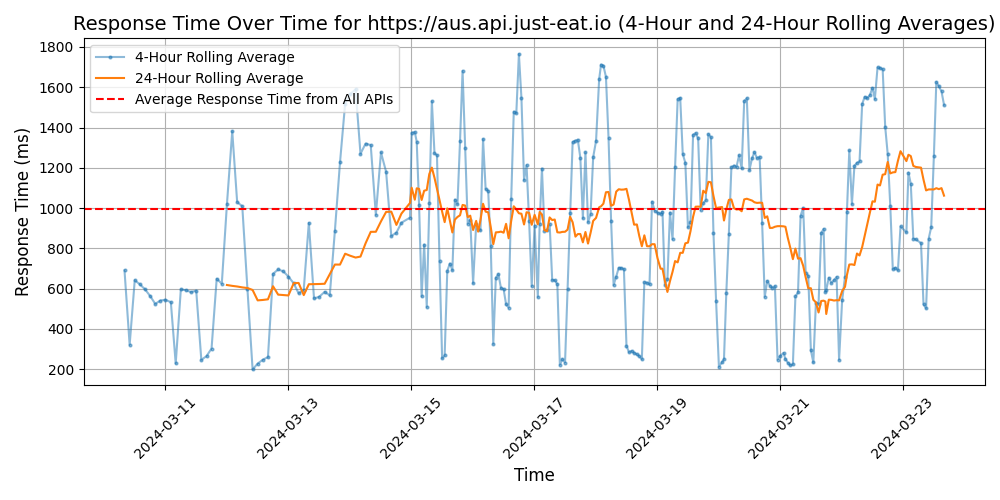 Response Time Over Time for https://aus.api.just-eat.io (4-Hour and 24-Hour Rolling Averages)
4-Hour Rolling Average
24-Hour Rolling Average
Average Response Time from All APIs
Response Time (ms)
1800
1600
1400
1200
1000
800
600
400
200
2024-03-11
2024-03-13
2024-03-15
2024-03-17
2024-03-19
2024-03-21
2024-03-23
Time